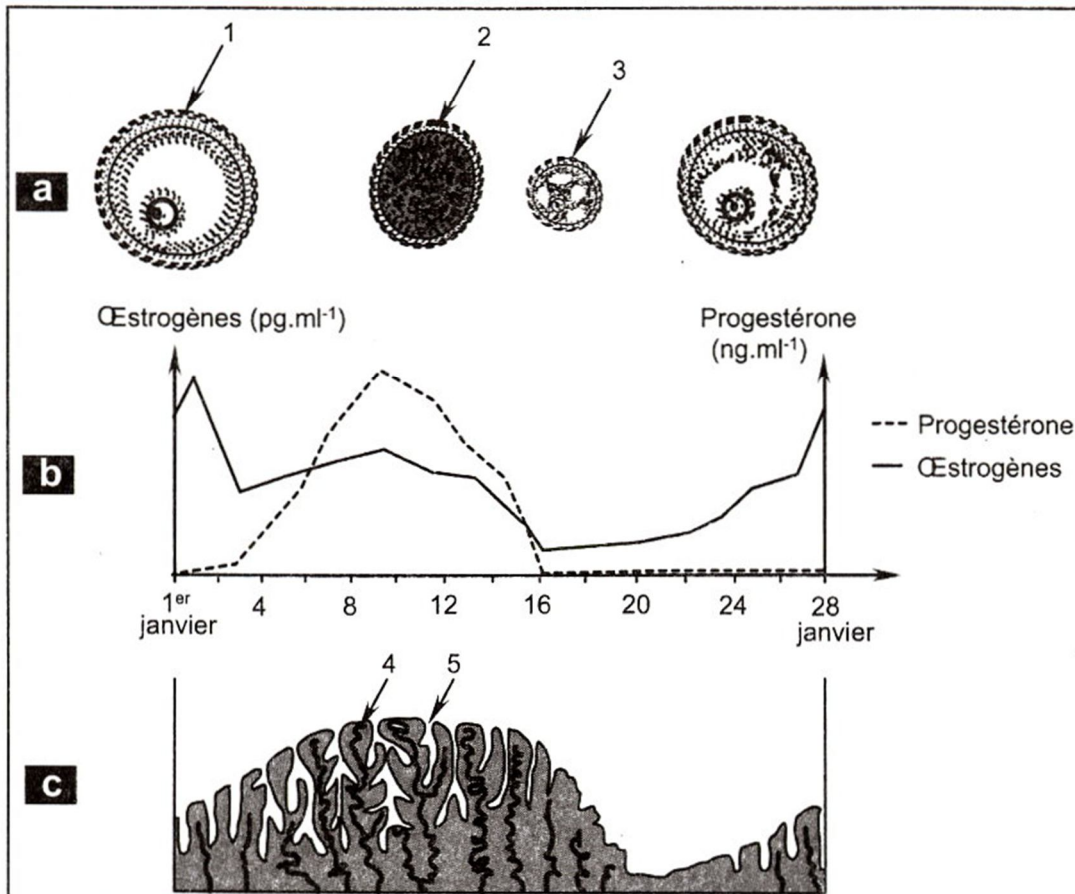 1
2
3
a
Œstrogènes (pg.ml-1)
Progestérone
(ng.ml-1)
Progestérone
Œstrogènes
b
1er
janvier
4
8
12
16
20
24
28
janvier
4
5
c